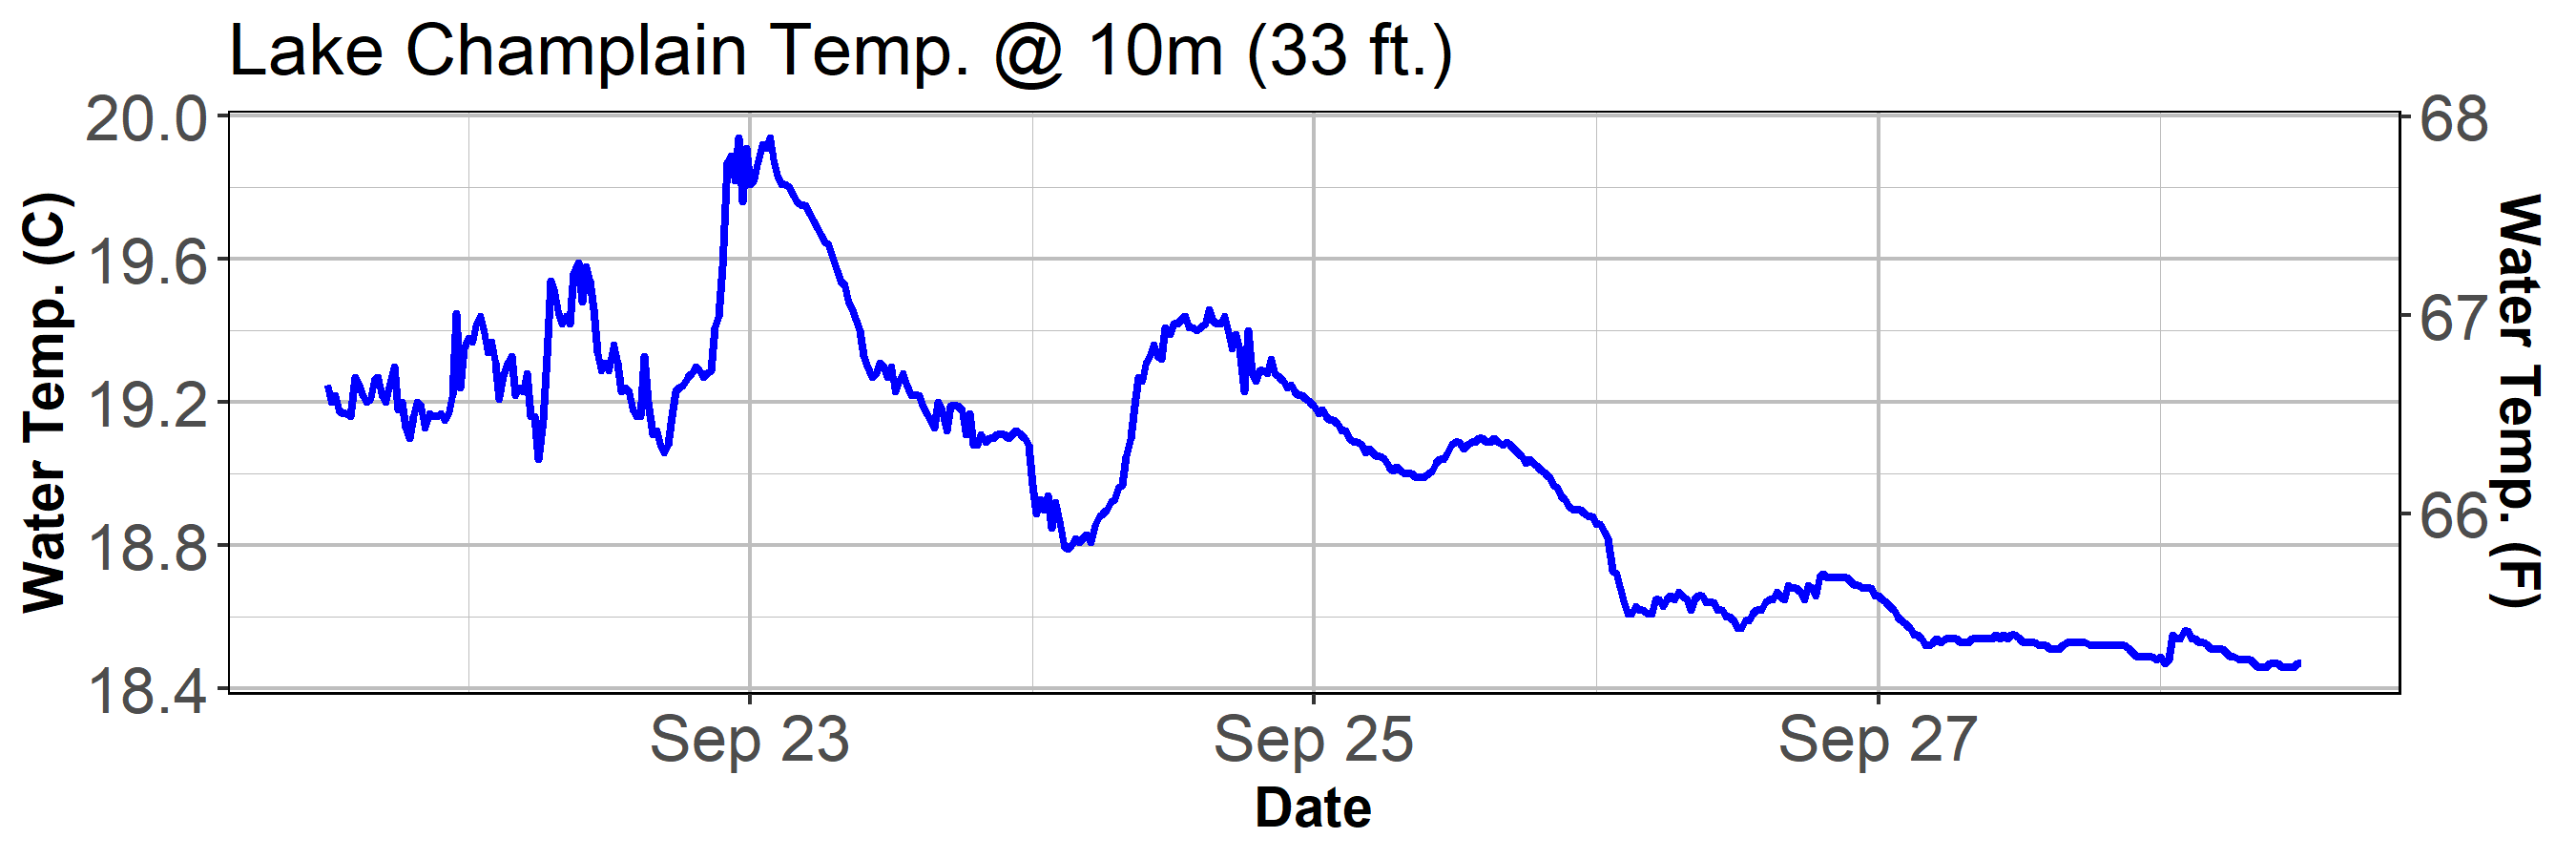 Lake Champlain Temp. @ 10m (33 ft.)
20.0
19.6
19.2
18.8
18.4
Water Temp. (C)
68
67
66
Water Temp. (F)
Sep 23
Sep 25
Sep 27
Date